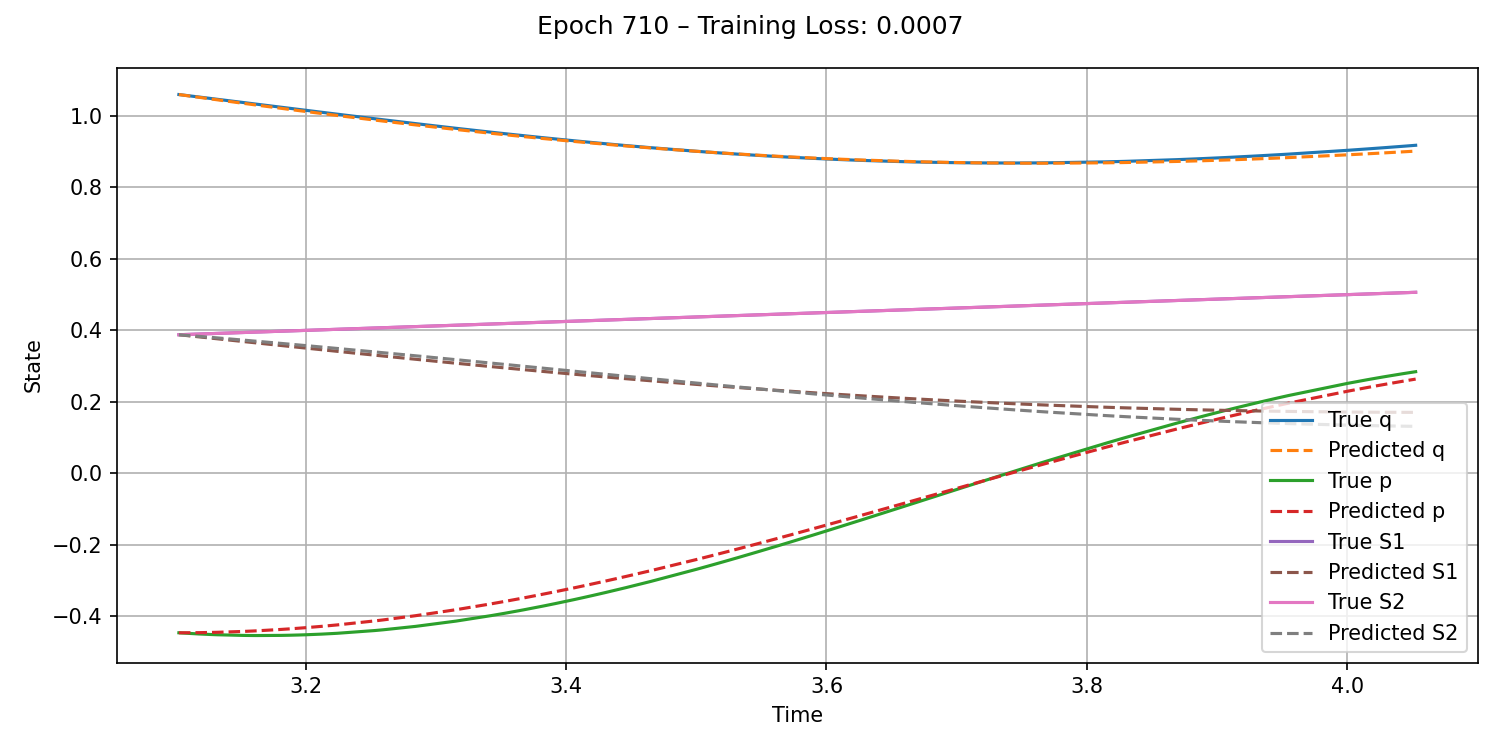 Epoch 710 – Training Loss: 0.0007
1.0
0.8
0.6
0.4
0.2
0.0
−0.2
−0.4
State
3.2
3.4
3.6
3.8
4.0
Time
True q
Predicted q
True p
Predicted p
True S1
Predicted S1
True S2
Predicted S2